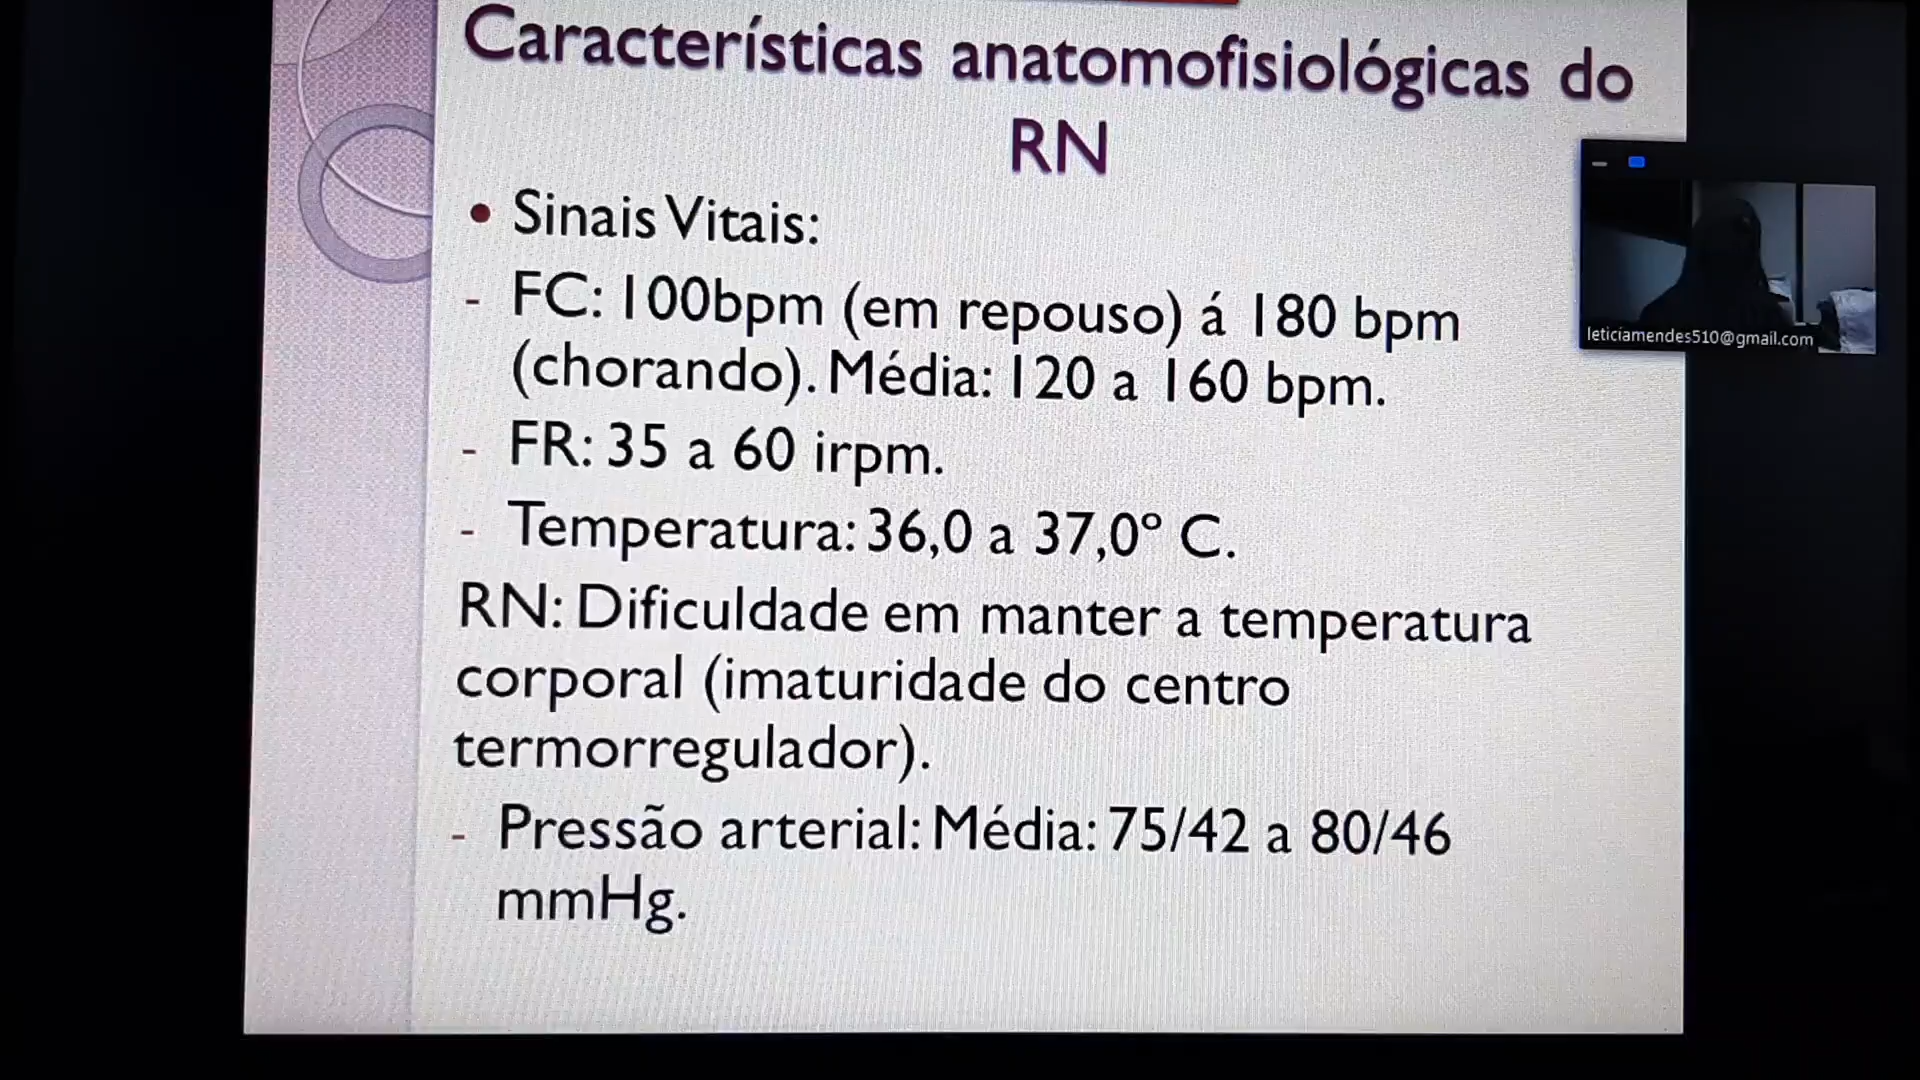 Características anatomofisiológicas do
RN
• Sinais Vitais:
- FC: 100bpm (em repouso) á 180 bpm
(chorando). Média: 120 a 160 bpm.
- FR: 35 a 60 irpm.
- Temperatura: 36,0 a 37,0° C.
RN: Dificuldade em manter a temperatura
corporal (imaturidade do centro
termorregulador).
- Pressão arterial: Média: 75/42 a 80/46
mmHg.
leticiamendes510@gmail.com